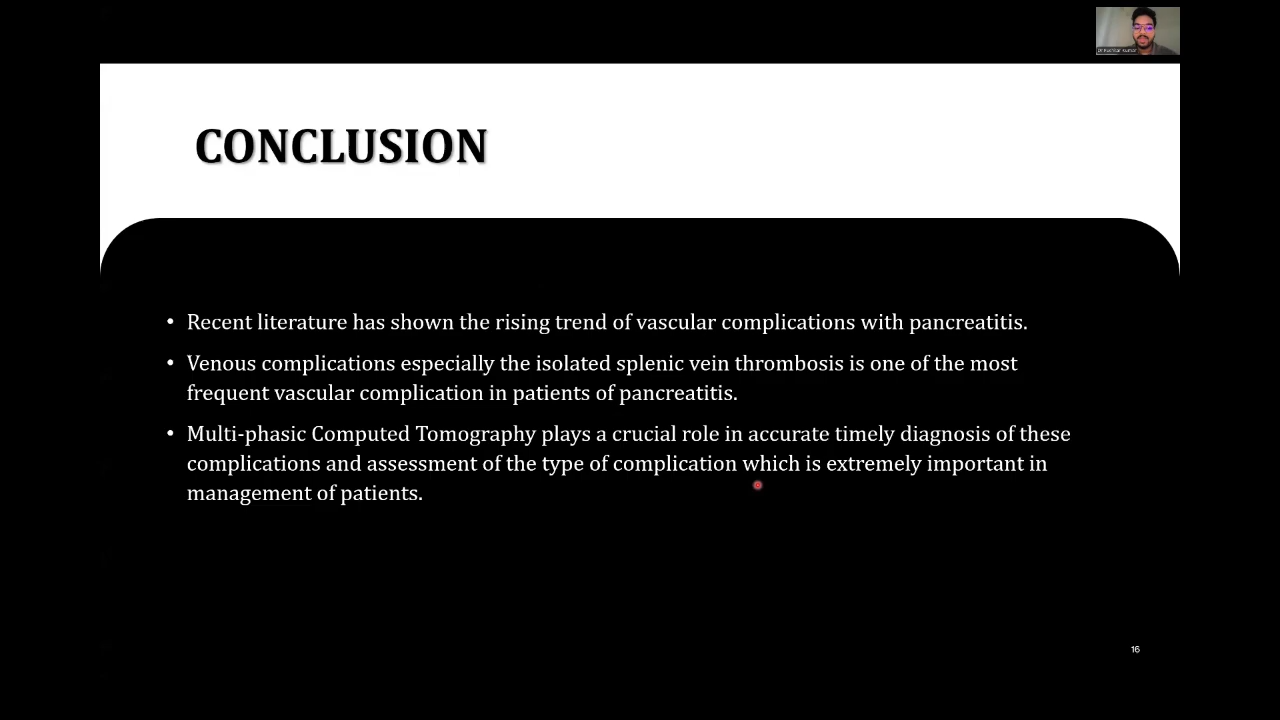 CONCLUSION
• Recent literature has shown the rising trend of vascular complications with pancreatitis.
• Venous complications especially the isolated splenic vein thrombosis is one of the most
frequent vascular complication in patients of pancreatitis.
• Multi-phasic Computed Tomography plays a crucial role in accurate timely diagnosis of these
complications and assessment of the type of complication which is extremely important in
management of patients.
16